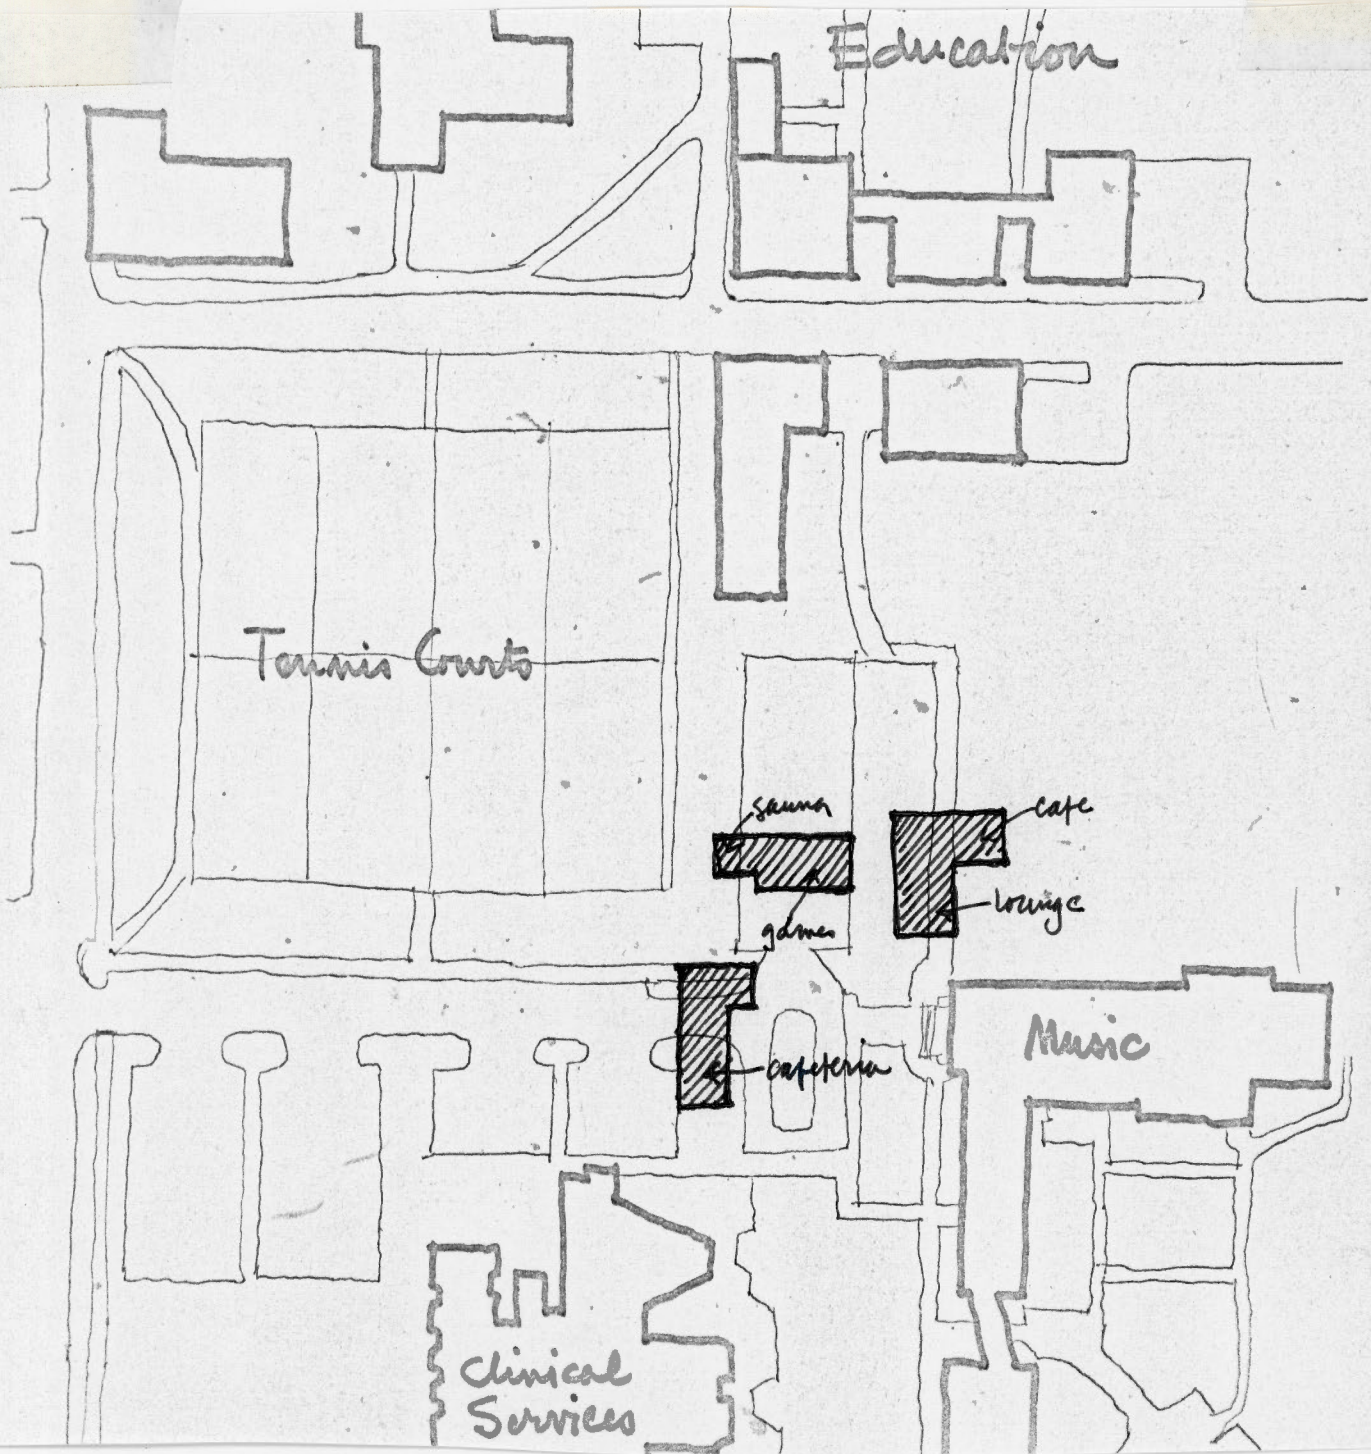 Education
Tennis Courts
sauna
cafe
lounge
games
Music
cafeteria
Clinical
Services